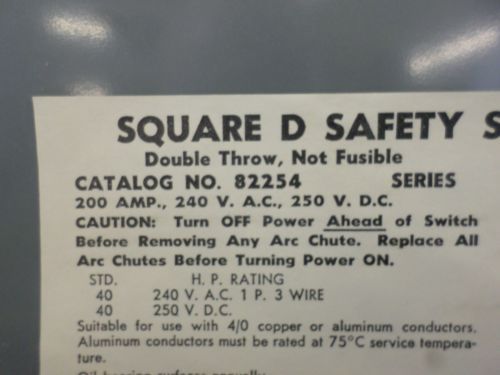 SQUARE D SAFETY S
Double Throw, Not Fusible
CATALOG NO. 82254 SERIES
200 AMP., 240 V. A.C., 250 V. D.C.
CAUTION: Turn OFF Power Ahead of Switch
Before Removing Any Arc Chute. Replace All
Arc Chutes Before Turning Power ON.
STD. H. P. RATING
40 240 V. A.C. 1 P. 3 WIRE
40 250 V. D.C.
Suitable for use with 4/0 copper or aluminum conductors.
Aluminum conductors must be rated at 75°C service tempera-
ture.